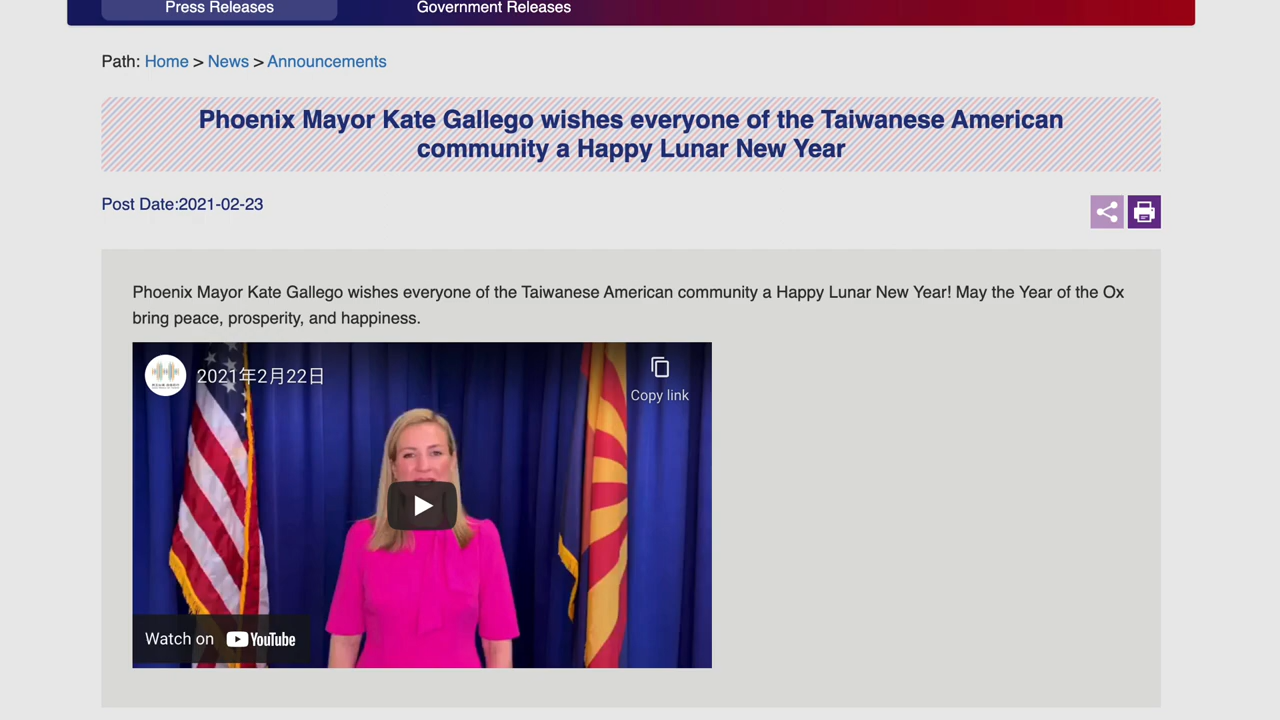 Press Releases
Government Releases
Path: Home > News > Announcements
Phoenix Mayor Kate Gallego wishes everyone of the Taiwanese American
community a Happy Lunar New Year
Post Date:2021-02-23
Phoenix Mayor Kate Gallego wishes everyone of the Taiwanese American community a Happy Lunar New Year! May the Year of the Ox
bring peace, prosperity, and happiness.
2021年2月22日
Copy link
Watch on YouTube